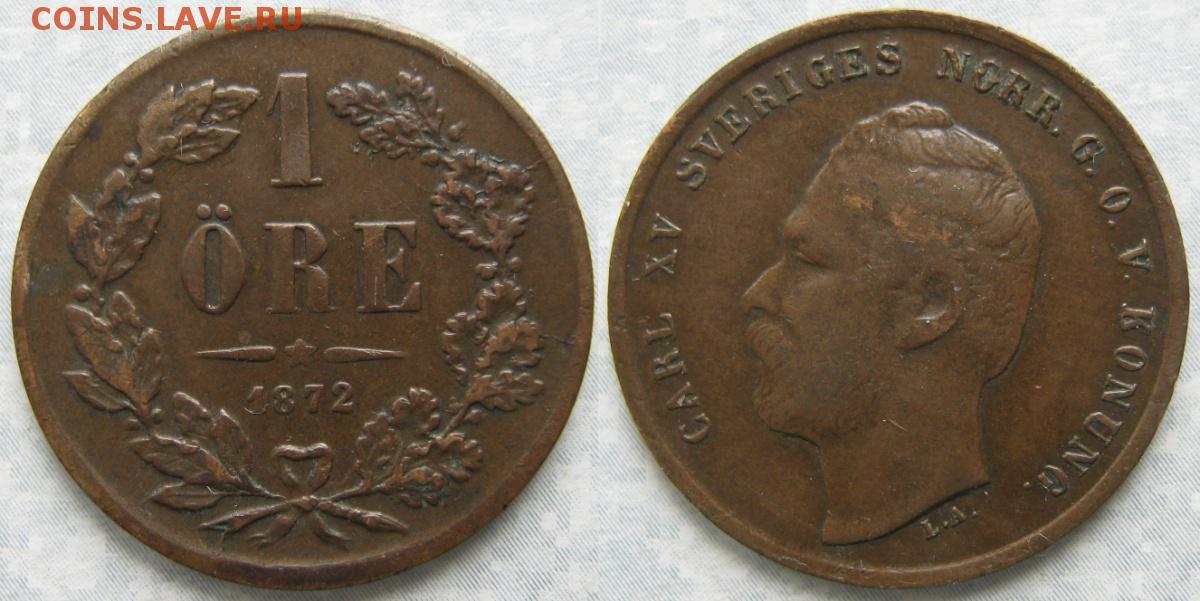 COINS.LAVE.RU
1
ÖRE
1872
CARL XV SVERIGES NORR. G. O. V. KONUNG.
L.A.